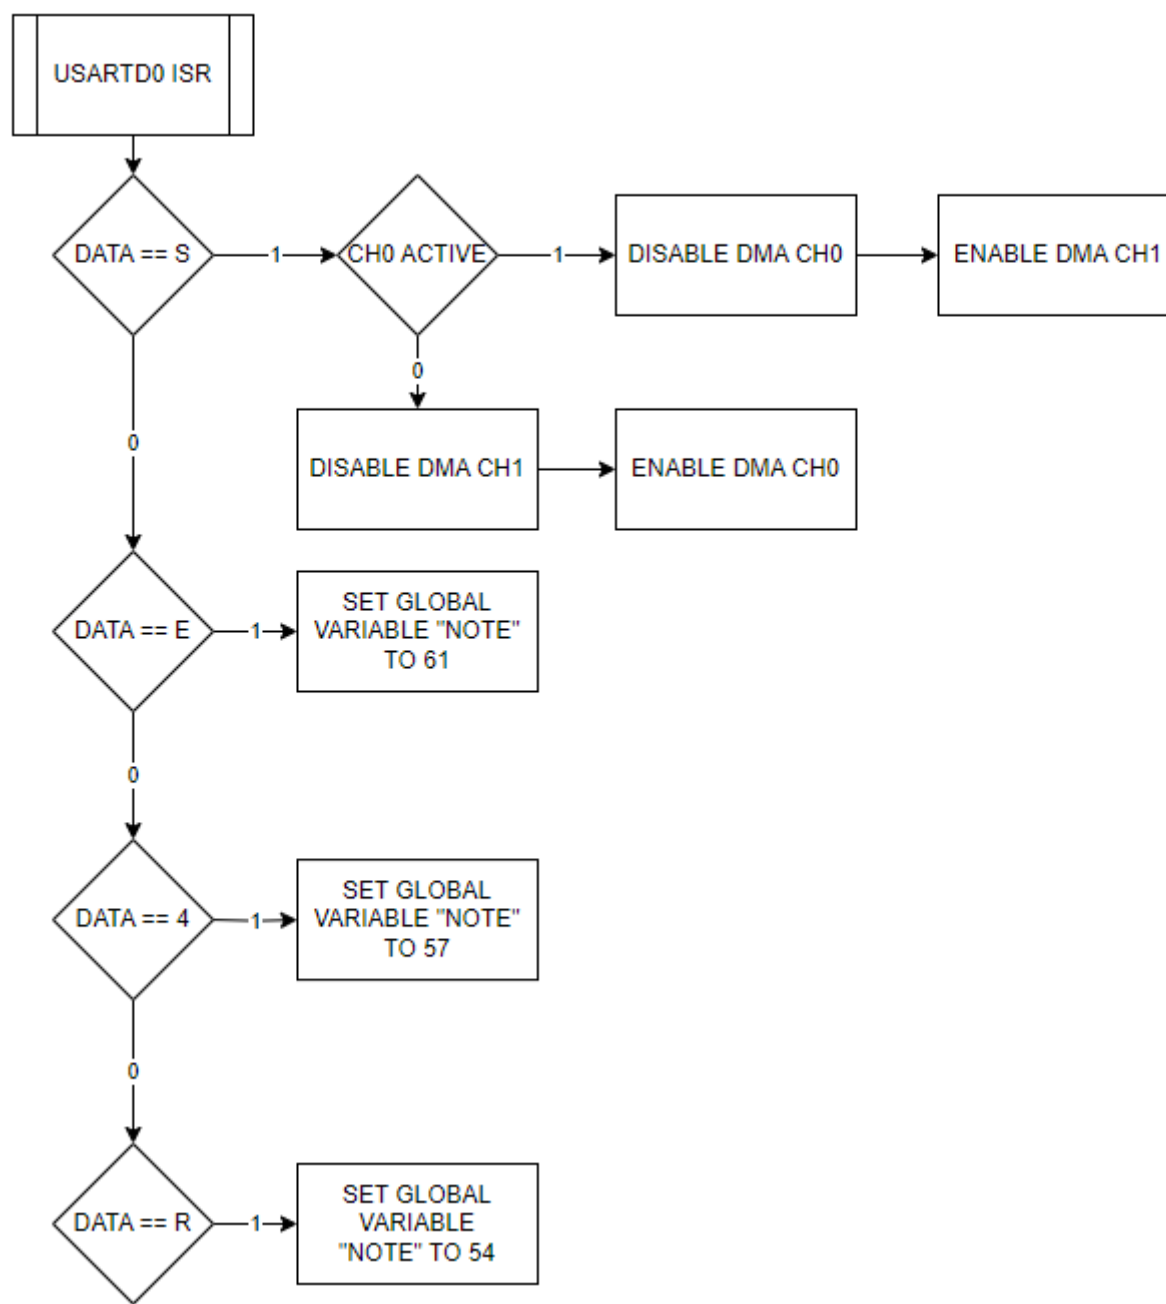 USARTD0 ISR
DATA == S
1
CH0 ACTIVE
1
DISABLE DMA CH0
ENABLE DMA CH1
0
DISABLE DMA CH1
ENABLE DMA CH0
0
DATA == E
1
SET GLOBAL
VARIABLE "NOTE"
TO 61
0
DATA == 4
1
SET GLOBAL
VARIABLE "NOTE"
TO 57
0
DATA == R
1
SET GLOBAL
VARIABLE
"NOTE" TO 54